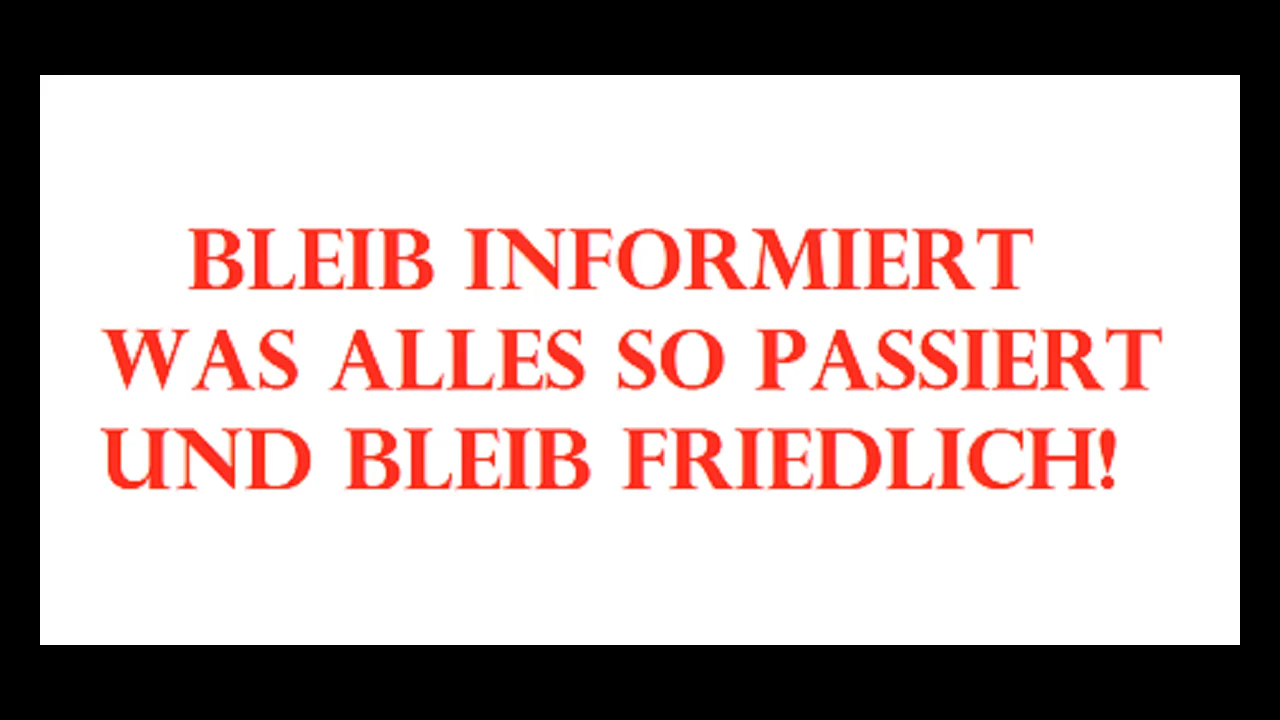 BLEIB INFORMIERT
WAS ALLES SO PASSIERT
UND BLEIB FRIEDLICH!